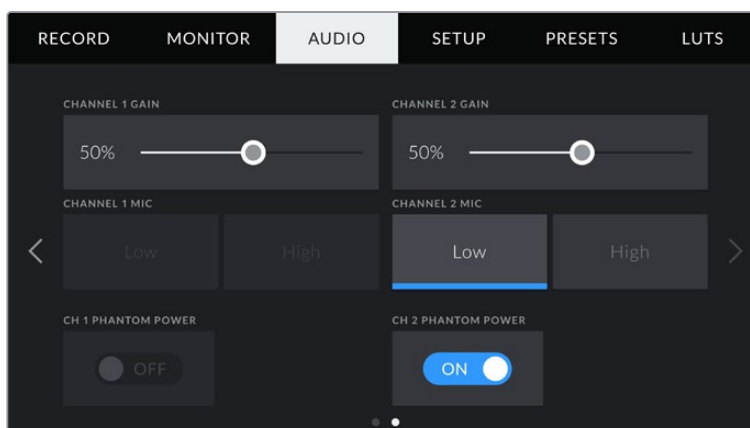 RECORD MONITOR AUDIO SETUP PRESETS LUTS
CHANNEL 1 GAIN CHANNEL 2 GAIN
50% 50%
CHANNEL 1 MIC CHANNEL 2 MIC
Low High Low High
CH 1 PHANTOM POWER CH 2 PHANTOM POWER
OFF ON